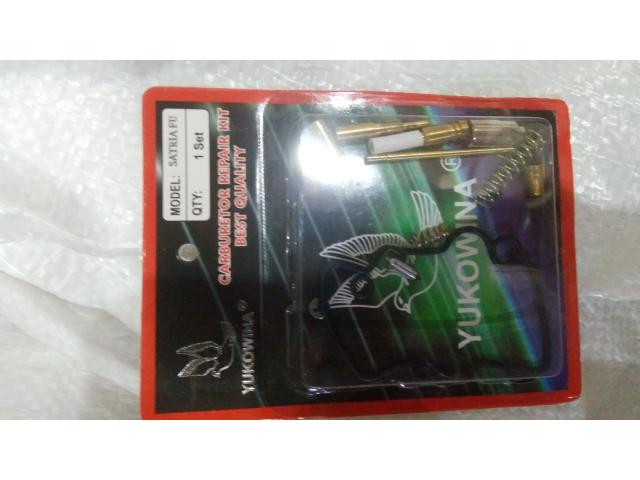 MODEL: SATRIA FU
QTY: 1 Set
CARBURETOR REPAIR KIT
BEST QUALITY
YUKOWINA ®
YUKOWINA ®